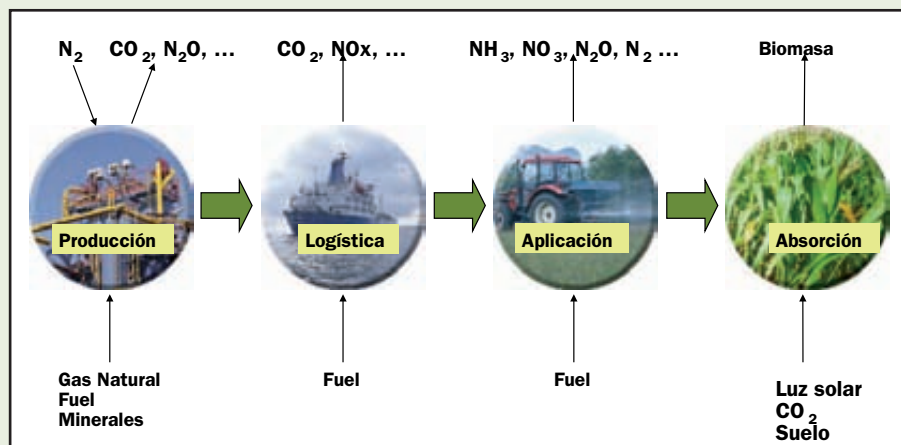 N₂ CO₂, N₂O, ... CO₂, NOx, ... NH₃, NO₃, N₂O, N₂ ... Biomasa
Producción Logística Aplicación Absorción
Gas Natural
Fuel
Minerales
Fuel
Fuel
Luz solar
CO₂
Suelo